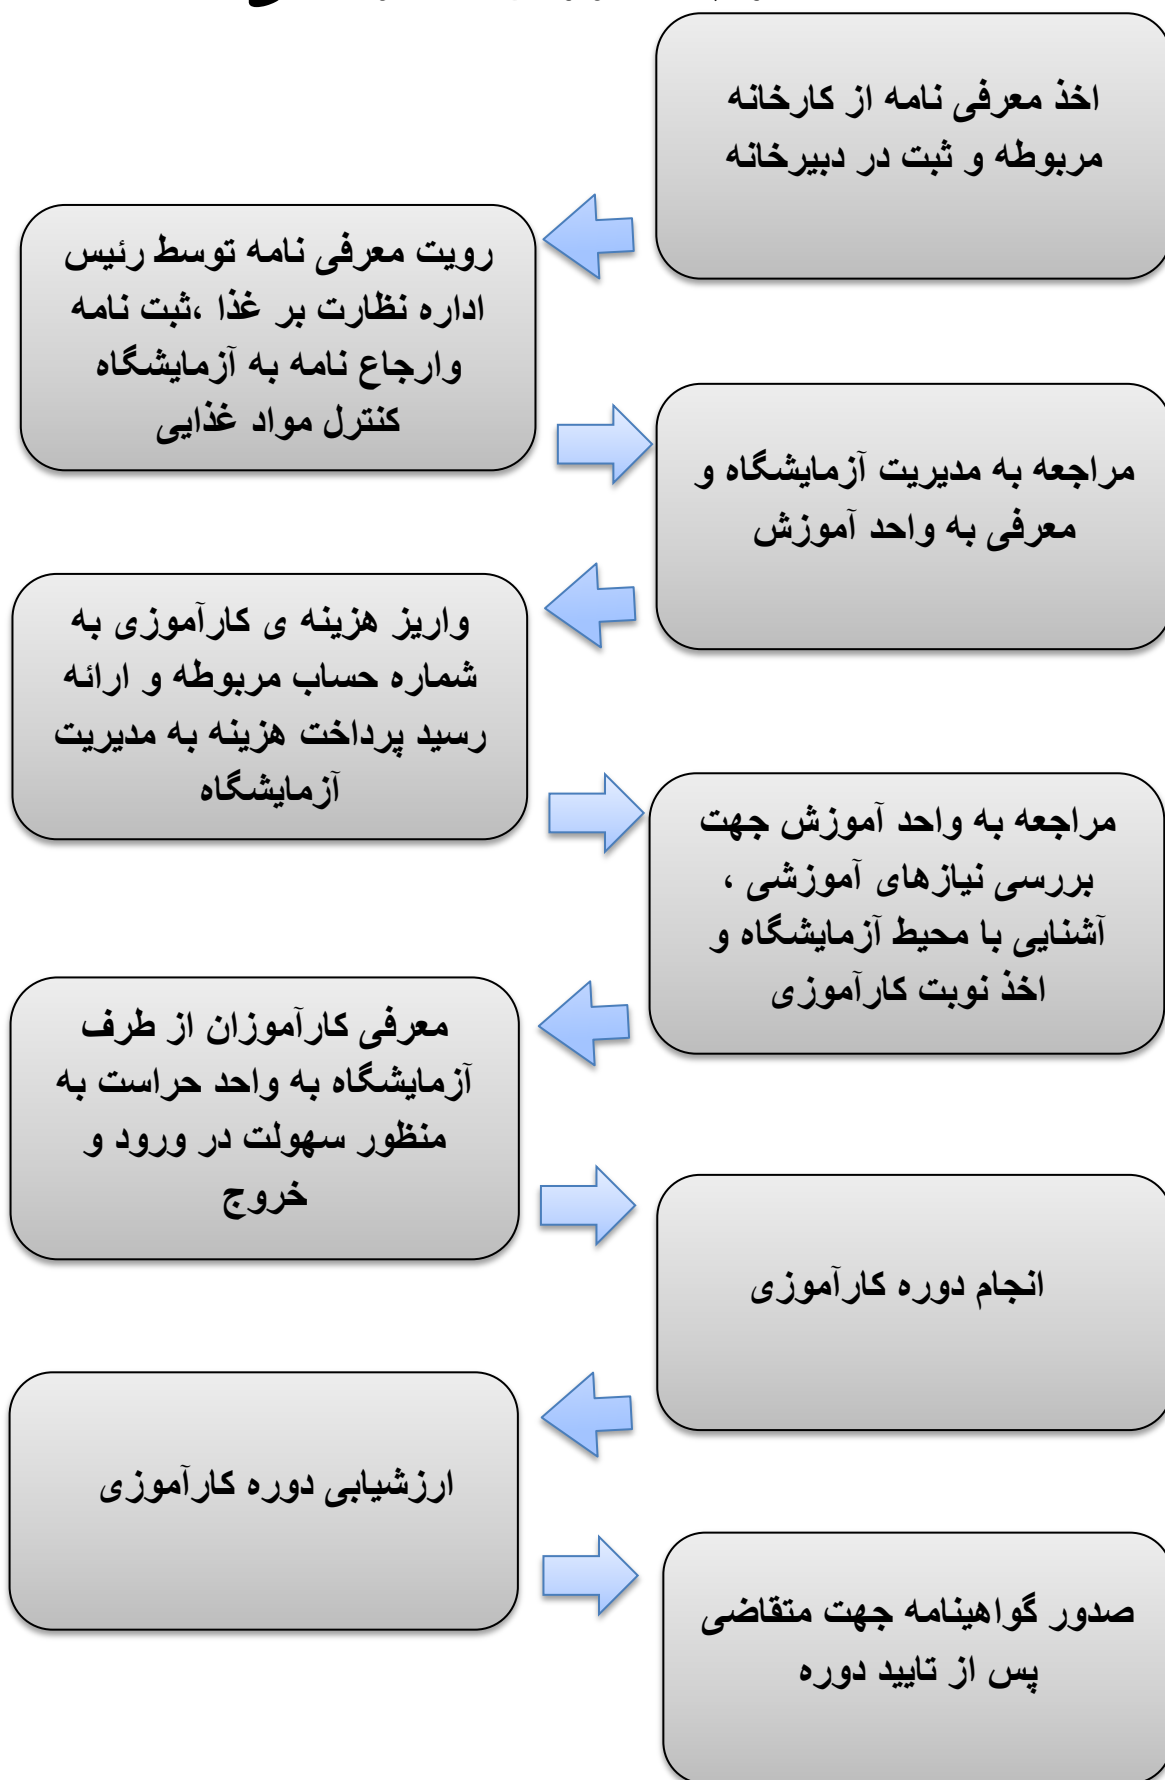 اخذ معرفی نامه از کارخانه
مربوطه و ثبت در دبیرخانه
رویت معرفی نامه توسط رئیس
اداره نظارت بر غذا ،ثبت نامه
وارجاع نامه به آزمایشگاه
کنترل مواد غذایی
مراجعه به مدیریت آزمایشگاه و
معرفی به واحد آموزش
واریز هزینه ی کارآموزی به
شماره حساب مربوطه و ارائه
رسید پرداخت هزینه به مدیریت
آزمایشگاه
مراجعه به واحد آموزش جهت
بررسی نیازهای آموزشی ،
آشنایی با محیط آزمایشگاه و
اخذ نوبت کارآموزی
معرفی کارآموزان از طرف
آزمایشگاه به واحد حراست به
منظور سهولت در ورود و
خروج
انجام دوره کارآموزی
ارزشیابی دوره کارآموزی
صدور گواهینامه جهت متقاضی
پس از تایید دوره